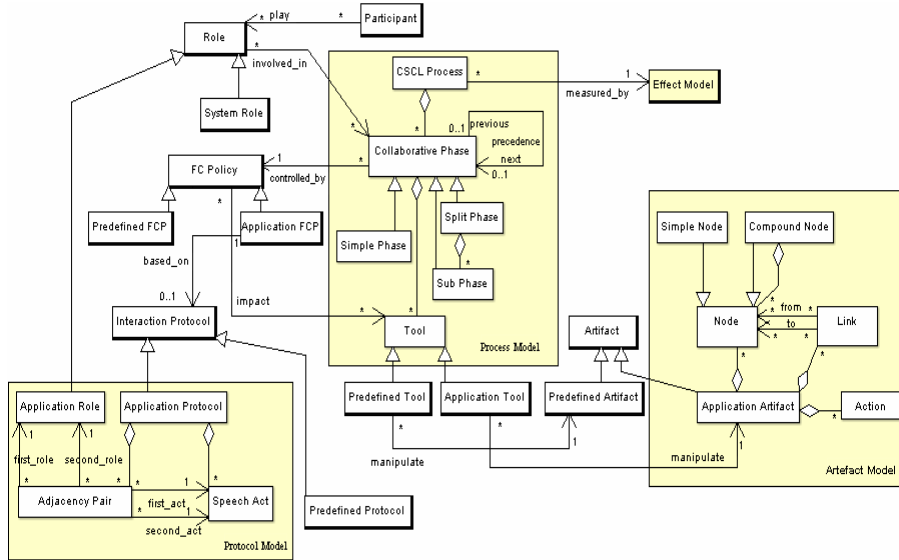 * play * Participant
Role
* involved_in
System Role
CSCL Process * 1
measured_by Effect Model
* 0..1 previous
precedence
* Collaborative Phase next
0..1
FC Policy 1 *
controlled_by
*
Predefined FCP Application FCP
Simple Phase Split Phase
*
Sub Phase
based_on 1
0..1 impact * *
Interaction Protocol Tool
Process Model
Simple Node Compound Node
*
* from *
Node Link
* to *
* *
Artifact
Predefined Tool Application Tool Predefined Artifact
* * 1
manipulate
Application Artifact * Action
1
manipulate
Artefact Model
Application Role Application Protocol
1 1
first_role second_role
* * * * 1 * *
Adjacency Pair first_act Speech Act
* 1
second_act
Protocol Model
Predefined Protocol